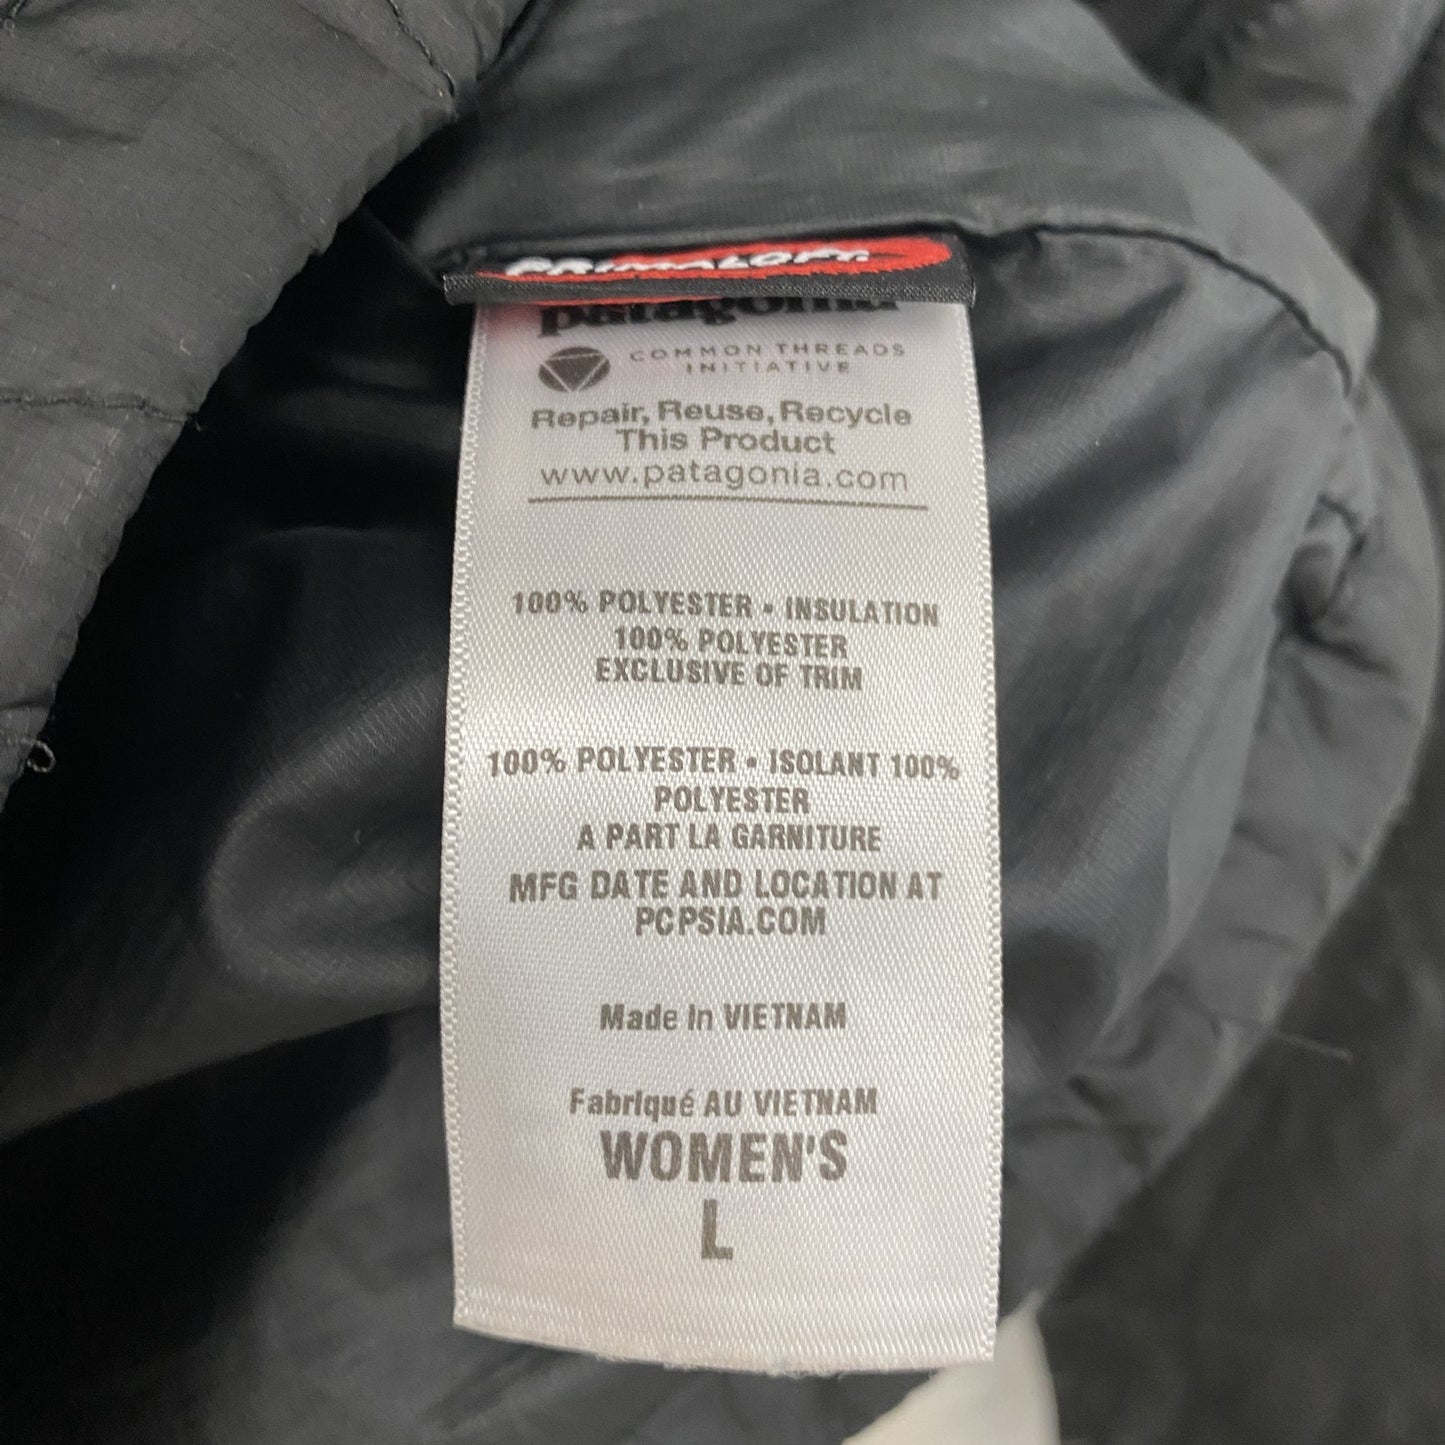 PRIMALOFT.
patagonia
COMMON THREADS
INITIATIVE
Repair, Reuse, Recycle
This Product
www.patagonia.com
100% POLYESTER • INSULATION
100% POLYESTER
EXCLUSIVE OF TRIM
100% POLYESTER • ISOLANT 100%
POLYESTER
A PART LA GARNITURE
MFG DATE AND LOCATION AT
PCPSIA.COM
Made in VIETNAM
Fabriqué AU VIETNAM
WOMEN'S
L